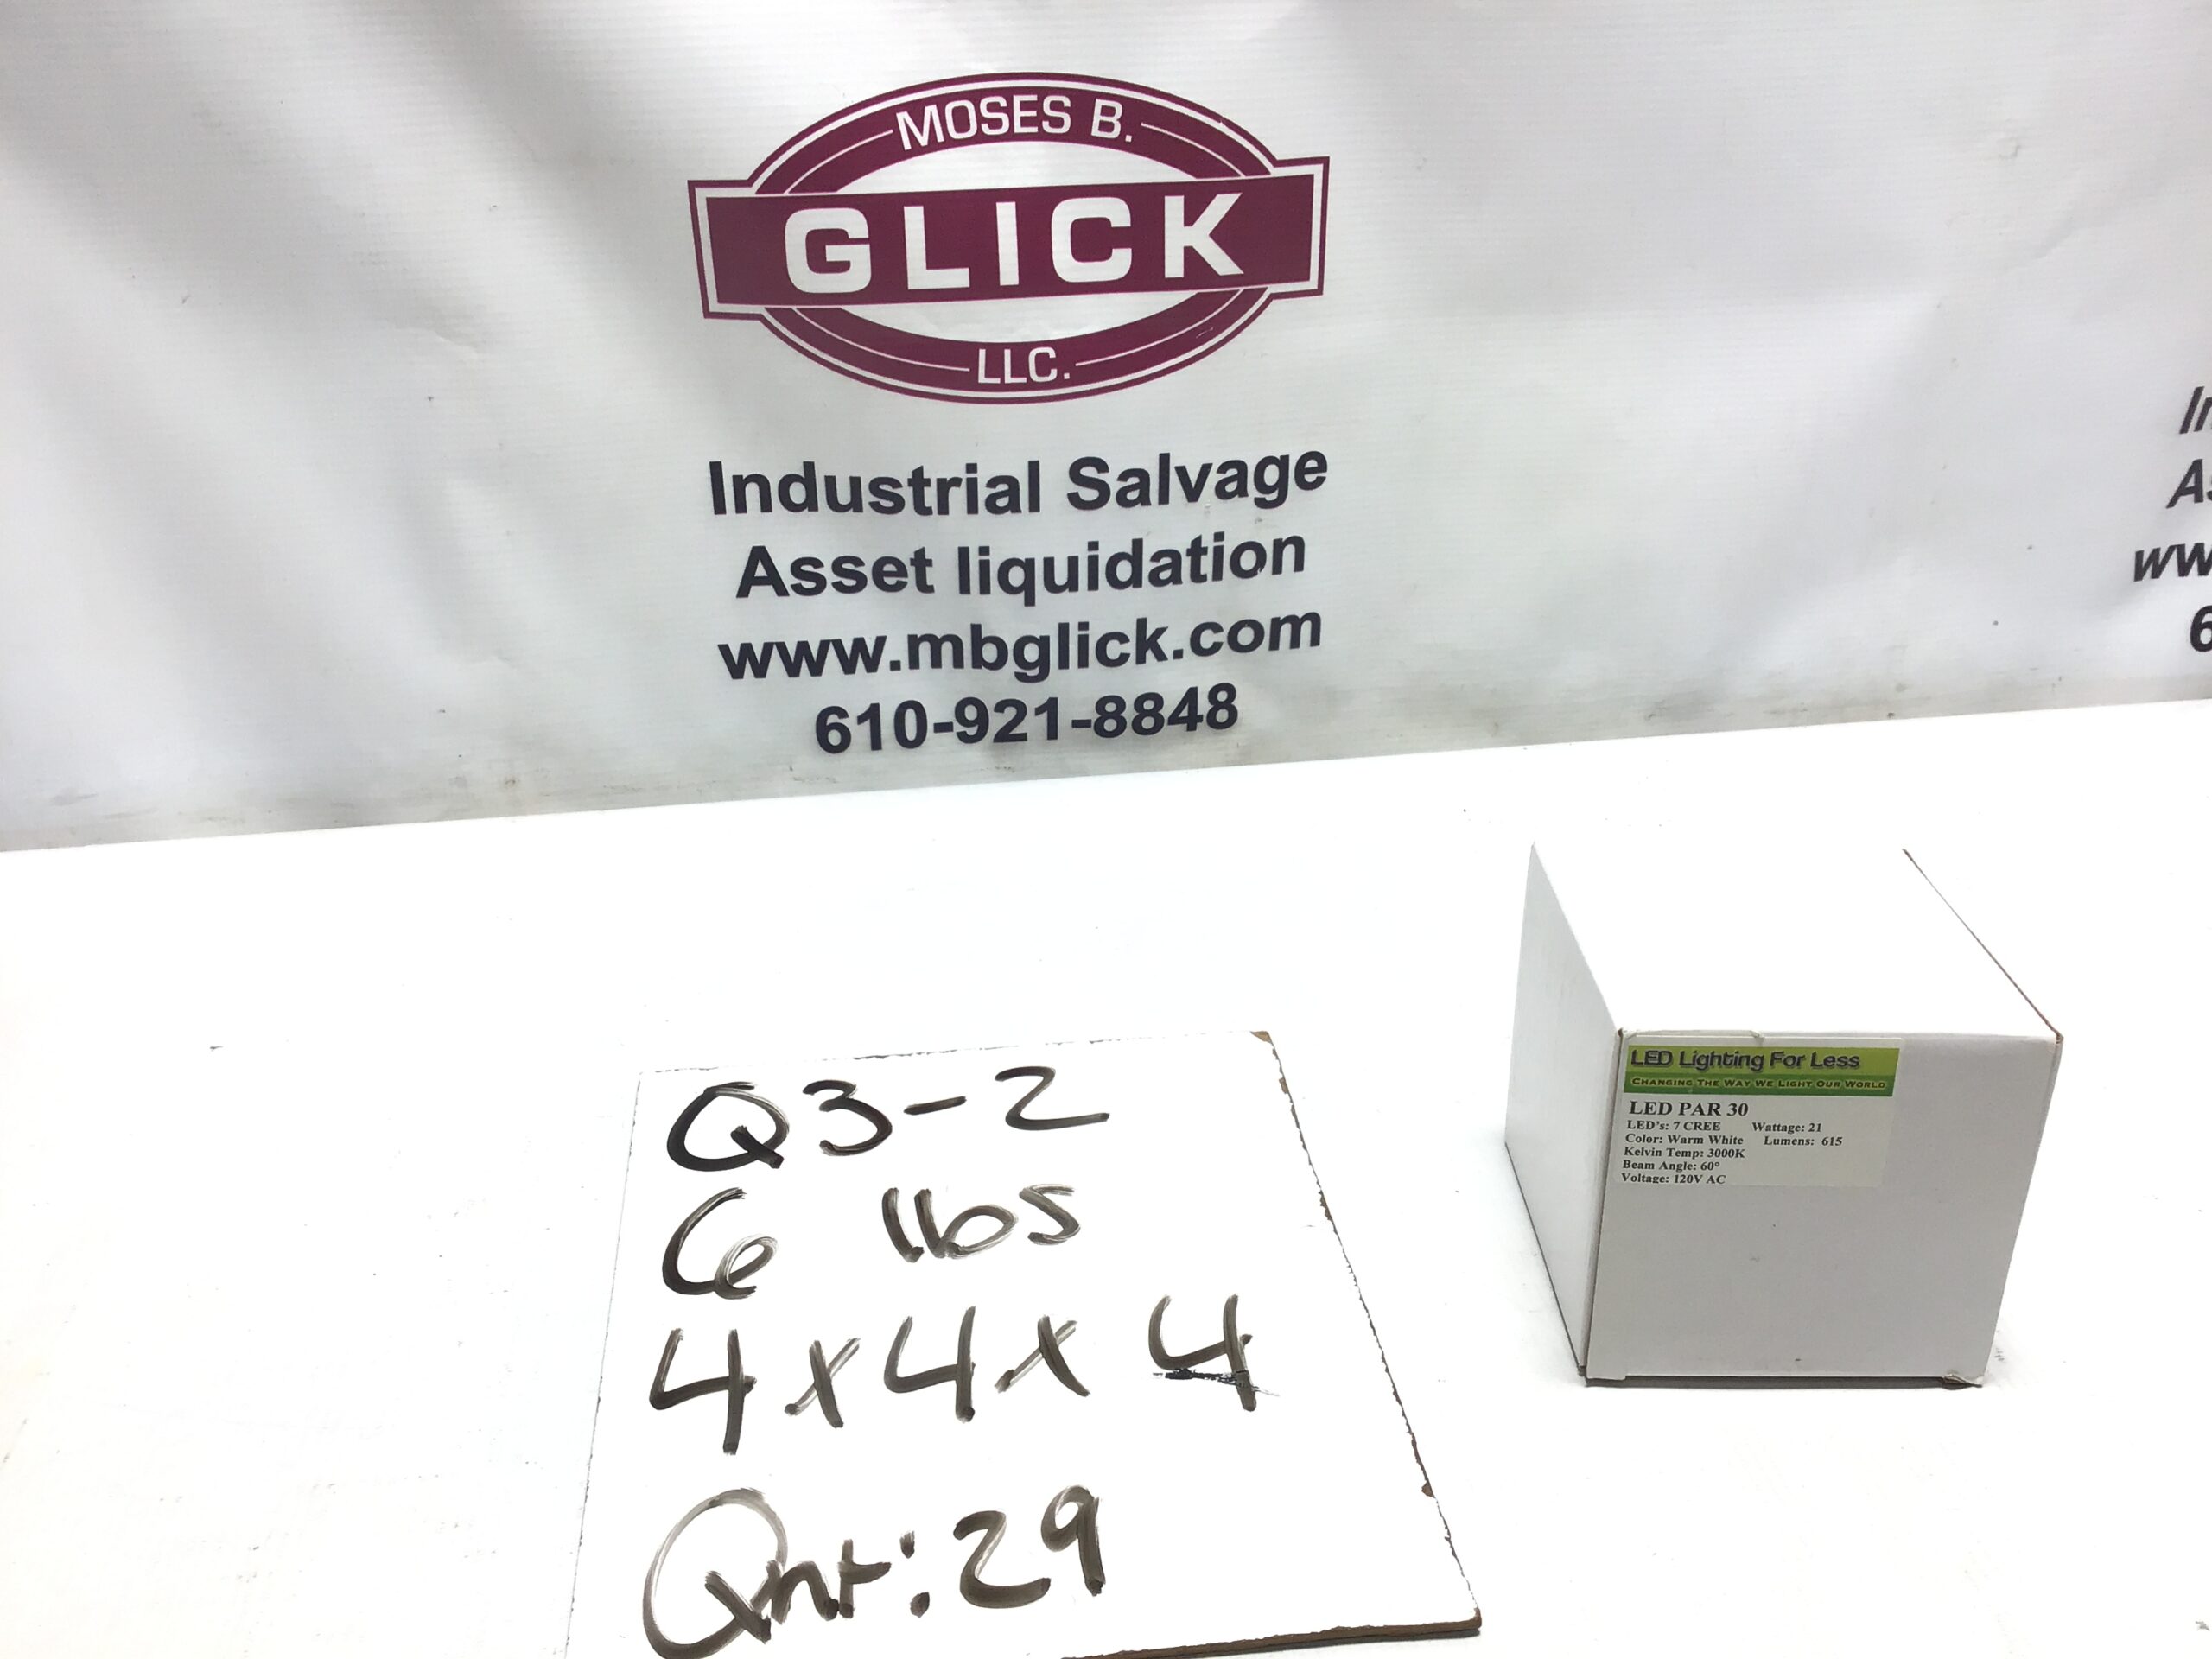 MOSES B.
GLICK
LLC.
Industrial Salvage
Asset liquidation
www.mbglick.com
610-921-8848
Q3-2
6 lbs
4x4x4
Qnt: 29
LED Lighting For Less
CHANGING THE WAY WE LIGHT OUR WORLD
LED PAR 30
LED's: 7 CREE Wattage: 21
Color: Warm White Lumens: 615
Kelvin Temp: 3000K
Beam Angle: 60°
Voltage: 120V AC